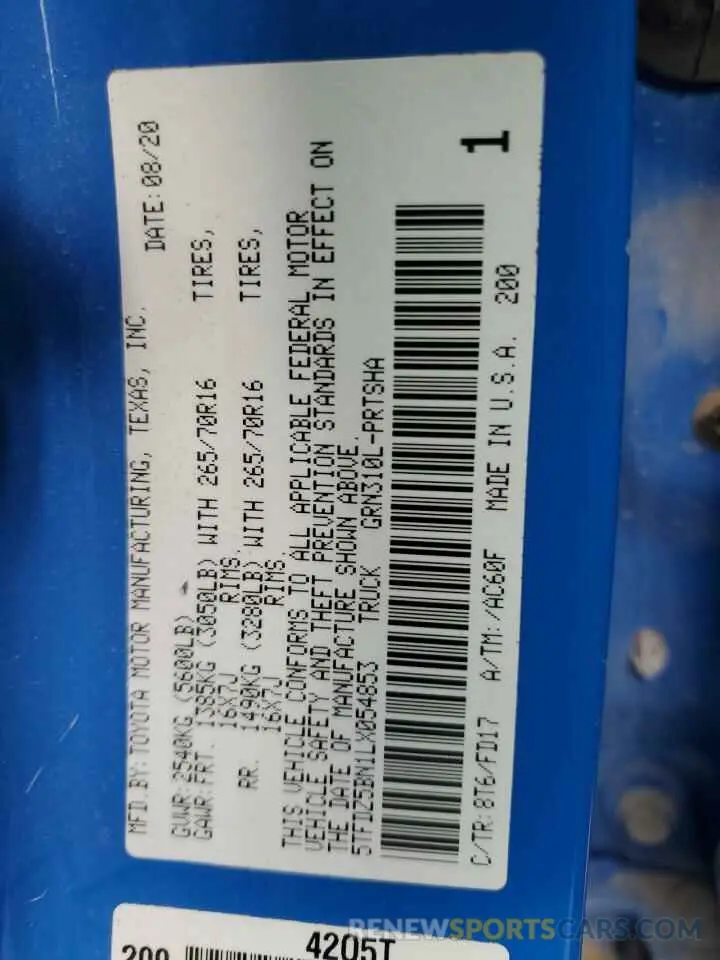 MFD.BY:TOYOTA MOTOR MANUFACTURING, TEXAS, INC. DATE:08/20
GVWR:2540KG (5600LB)
GAWR:FRT. 1385KG (3050LB) WITH 265/70R16 TIRES,
16X7J RIMS.
RR. 1490KG (3280LB) WITH 265/70R16 TIRES,
16X7J RIMS.
THIS VEHICLE CONFORMS TO ALL APPLICABLE FEDERAL MOTOR
VEHICLE SAFETY AND THEFT PREVENTION STANDARDS IN EFFECT ON
THE DATE OF MANUFACTURE SHOWN ABOVE.
5TFDZ5BN1LX054853 TRUCK GRN310L-PRTSHA
1
C/TR:8T6/FD17 A/TM:/AC60F MADE IN U.S.A. 200
200 4205T
RENEWSPORTSCARS.COM